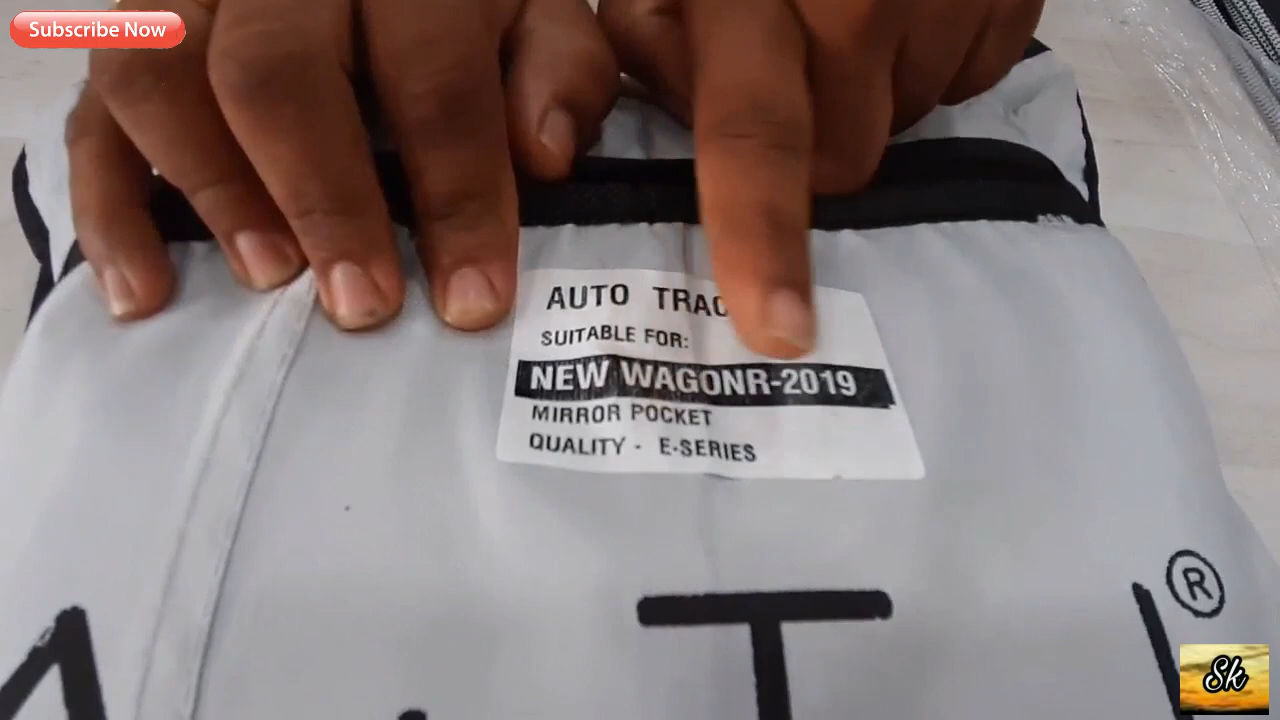 Subscribe Now
AUTO
SUITABLE FOR:
NEW WAGONR-2019
MIRROR POCKET
QUALITY - E-SERIES
T
®
Sk